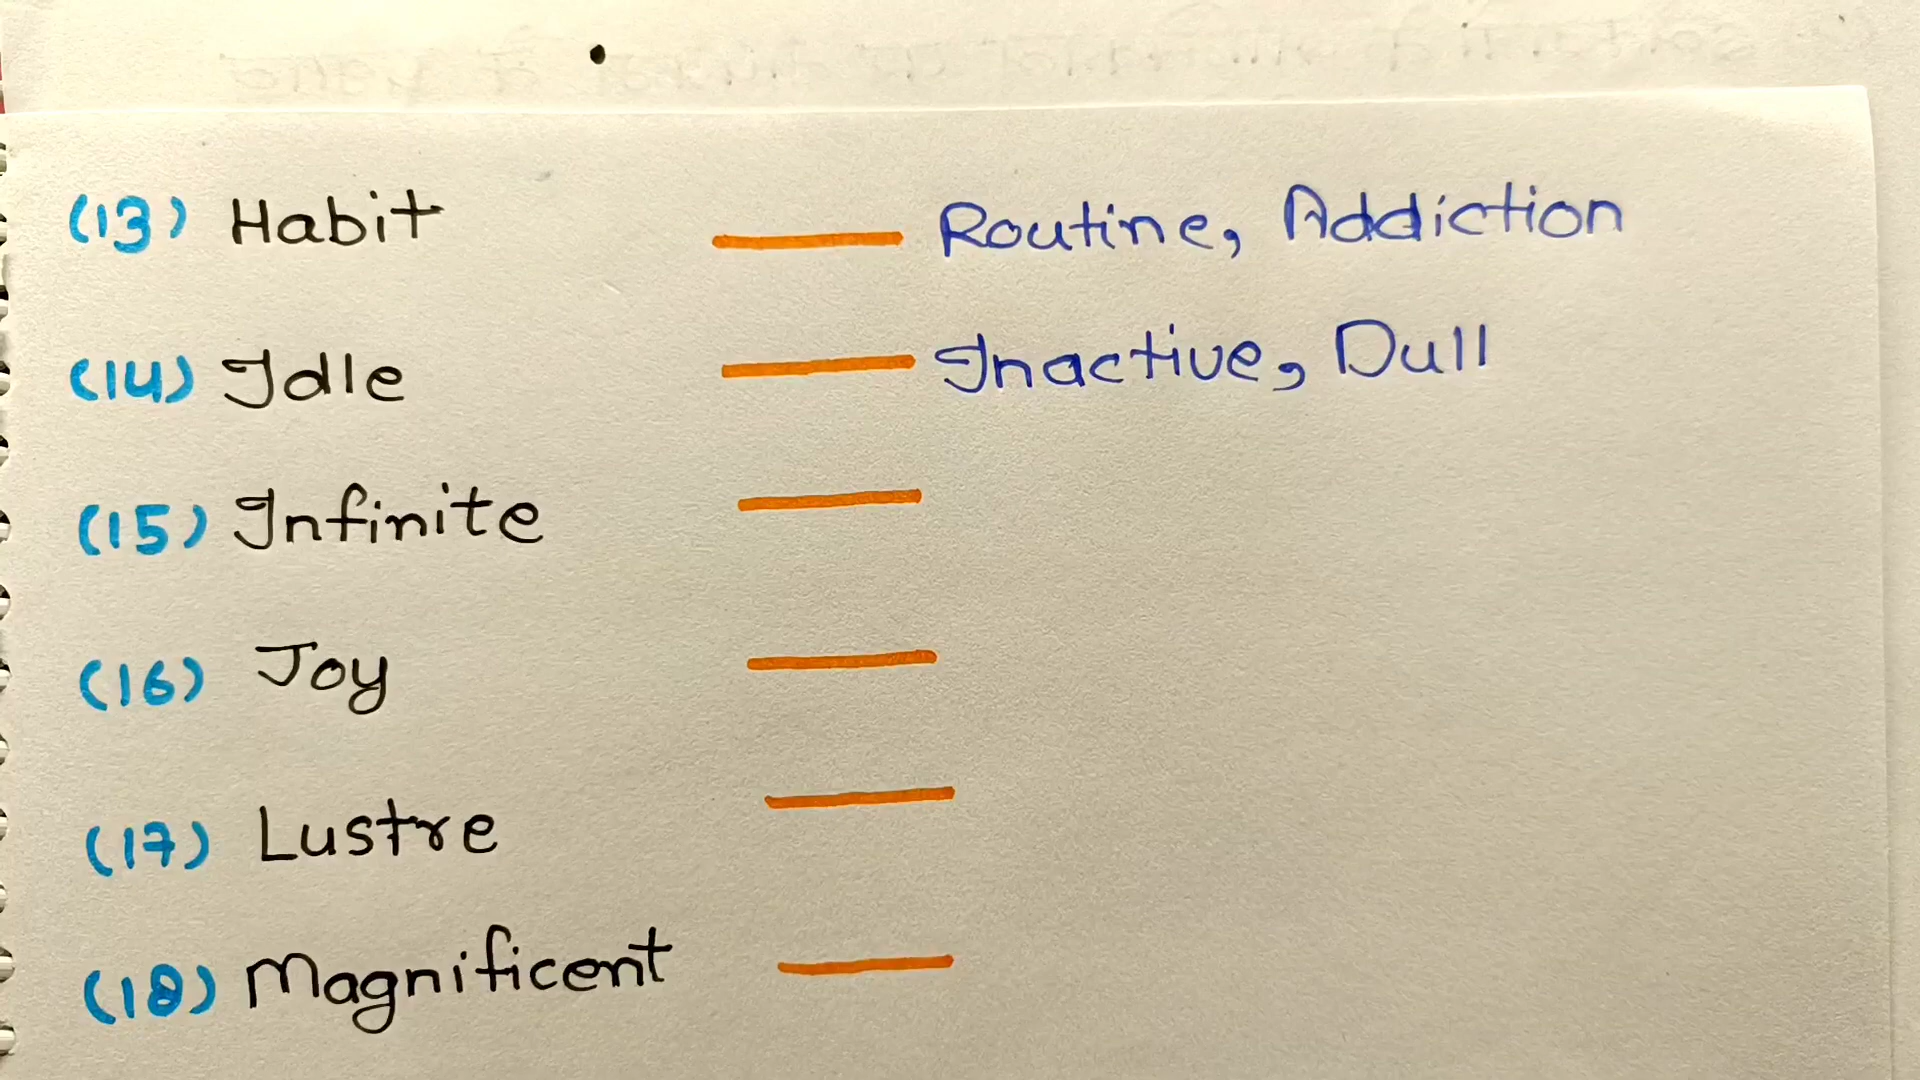 (13) Habit — Routine, Addiction
(14) Idle — Inactive, Dull
(15) Infinite —
(16) Joy —
(17) Lustre —
(18) Magnificent —